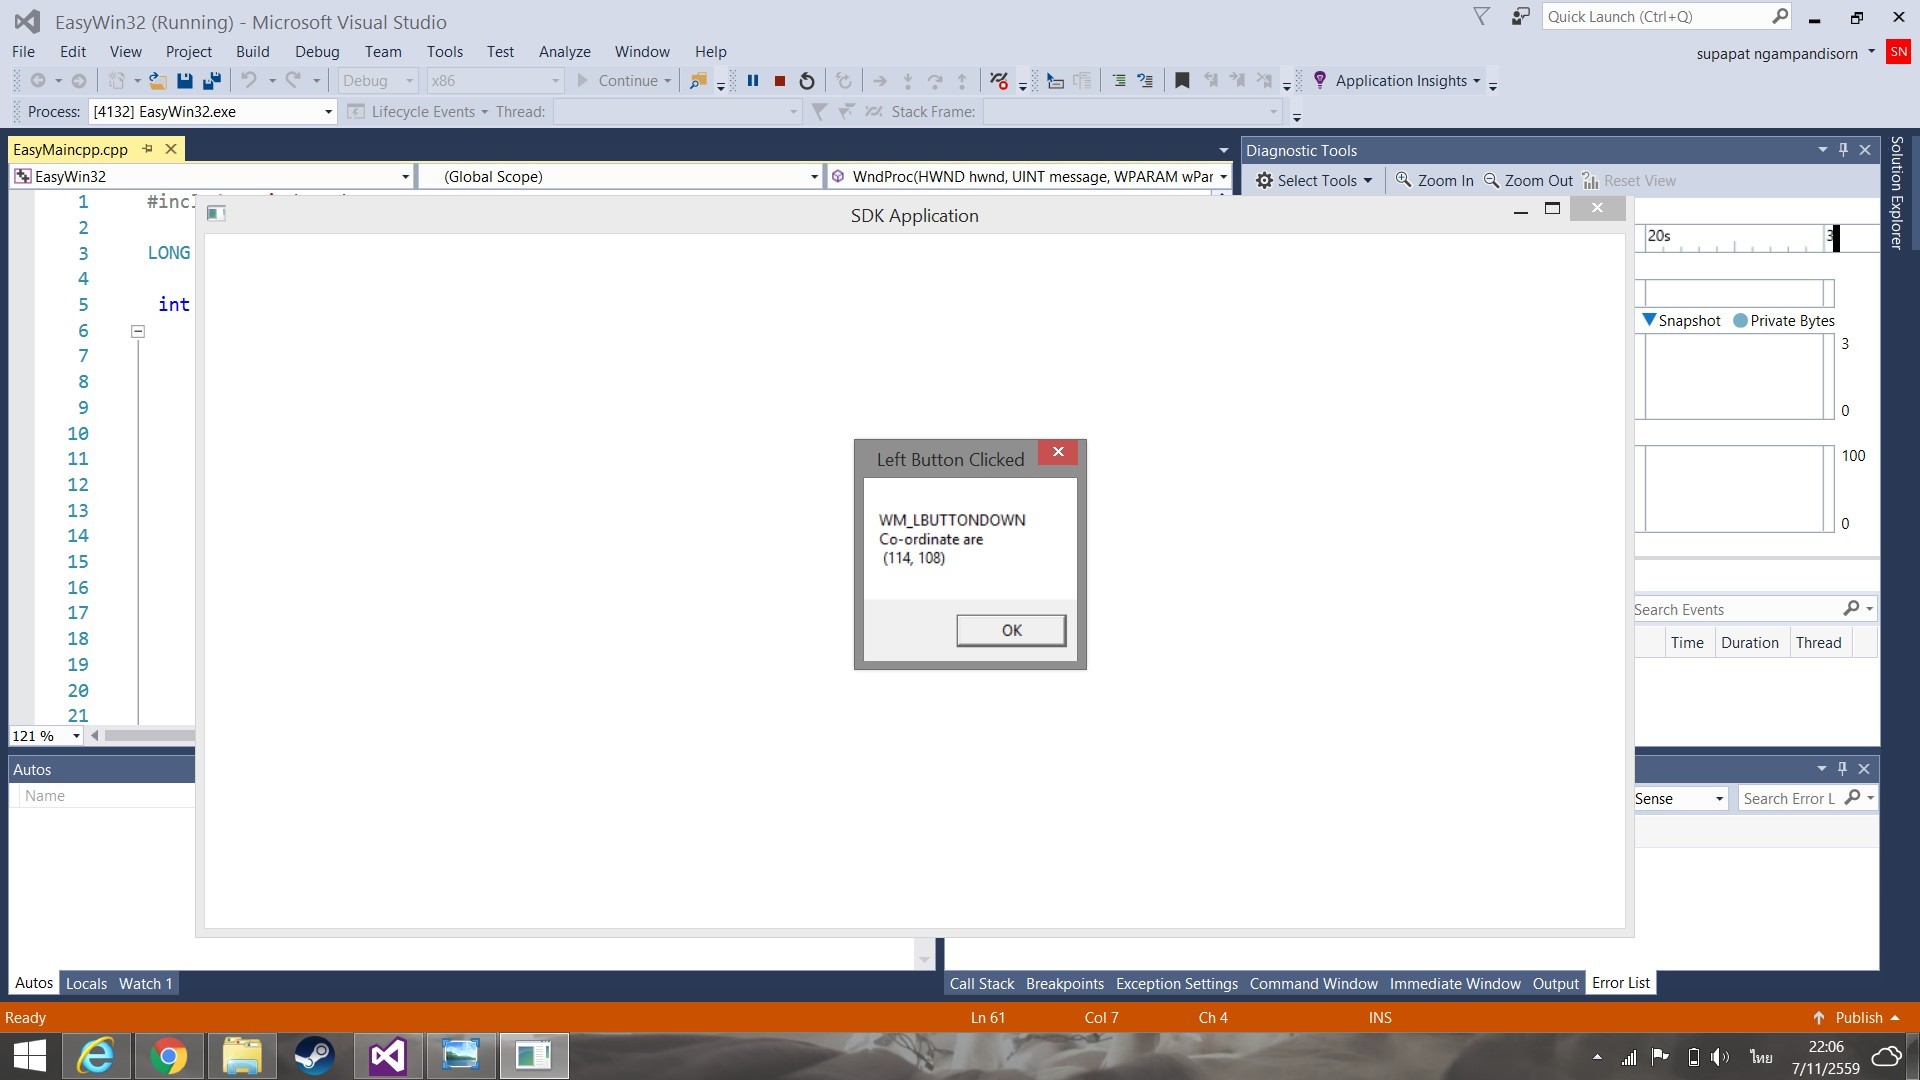 EasyWin32 (Running) - Microsoft Visual Studio
Quick Launch (Ctrl+Q)
File Edit View Project Build Debug Team Tools Test Analyze Window Help
supapat ngampandisorn SN
Debug x86 Continue Application Insights
Process: [4132] EasyWin32.exe Lifecycle Events Thread: Stack Frame:
EasyMaincpp.cpp
Diagnostic Tools
Solution Explorer
EasyWin32 (Global Scope) WndProc(HWND hwnd, UINT message, WPARAM wPar
Select Tools Zoom In Zoom Out Reset View
1 #incl
2
3 LONG
4
5 int
6
7
8
9
10
11
12
13
14
15
16
17
18
19
20
21
SDK Application
20s 3
Snapshot Private Bytes
3
0
100
0
Left Button Clicked
WM_LBUTTONDOWN
Co-ordinate are
(114, 108)
OK
Search Events
Time Duration Thread
121 %
Autos
Name
Sense Search Error L
Autos Locals Watch 1
Call Stack Breakpoints Exception Settings Command Window Immediate Window Output Error List
Ready Ln 61 Col 7 Ch 4 INS Publish
ไทย
22:06
7/11/2559